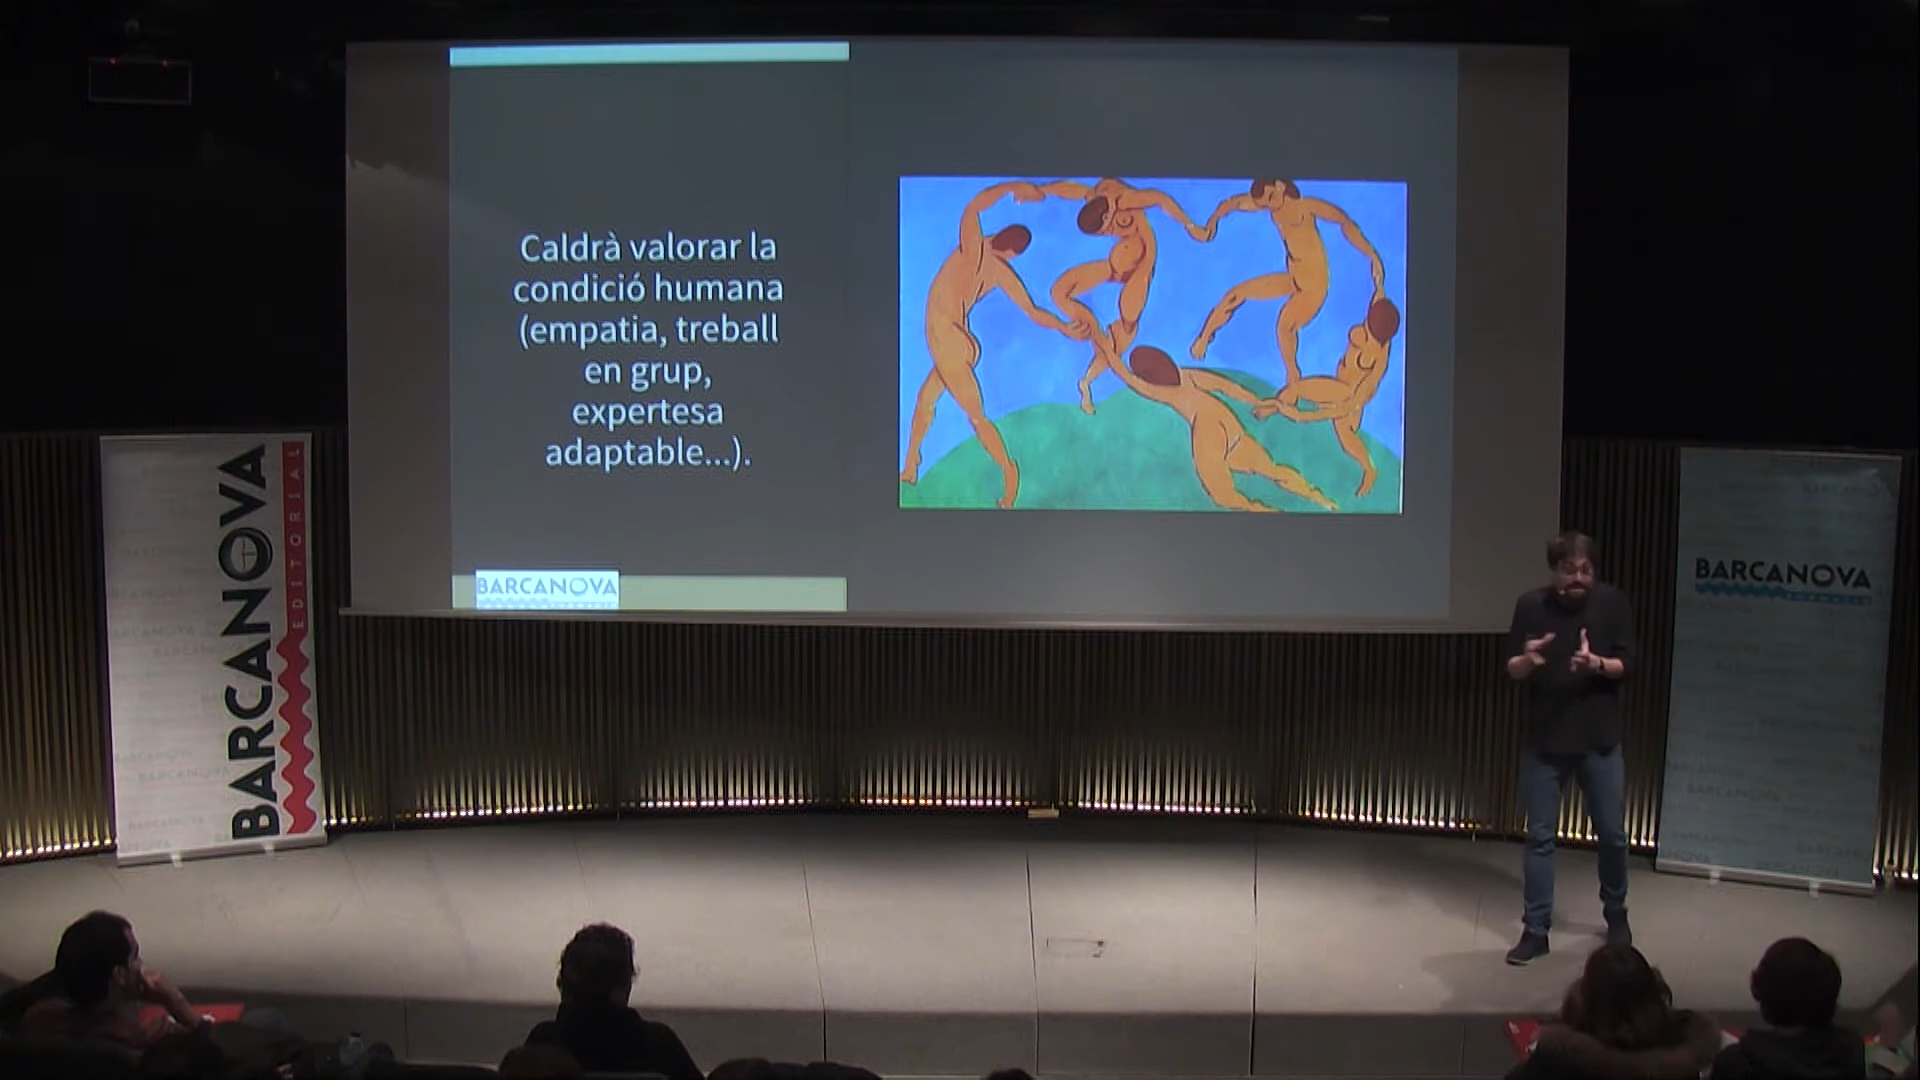 Caldrà valorar la
condició humana
(empatia, treball
en grup,
expertesa
adaptable...).
BARCANOVA
BARCANOVA
EDITORIAL
BARCANOVA